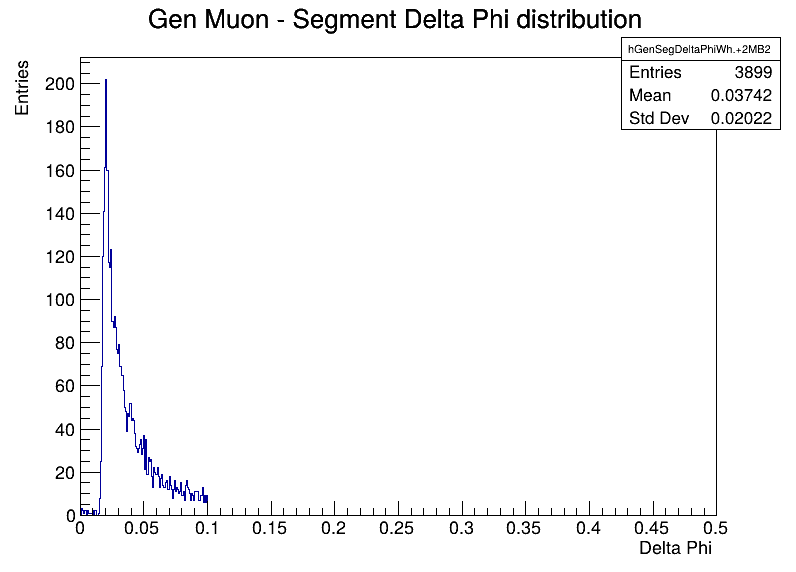 Gen Muon - Segment Delta Phi distribution
hGenSegDeltaPhiWh.+2MB2
Entries 3899
Mean 0.03742
Std Dev 0.02022
Entries
200
180
160
140
120
100
80
60
40
20
0
0 0.05 0.1 0.15 0.2 0.25 0.3 0.35 0.4 0.45 0.5
Delta Phi